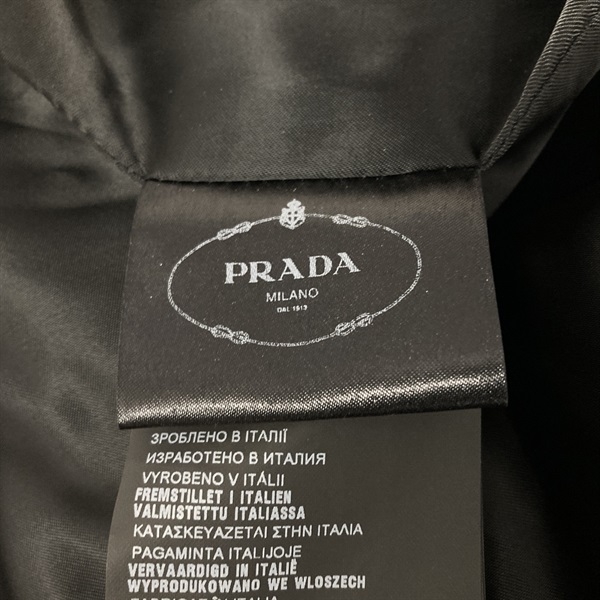 PRADA
MILANO
DAL 1913
ЗРОБЛЕНО В ІТАЛІЇ
ИЗРАБОТЕНО В ИТАЛИЯ
VYROBENO V ITÁLII
FREMSTILLET I ITALIEN
VALMISTETTU ITALIASSA
ΚΑΤΑΣΚΕΥΑΖΕΤΑΙ ΣΤΗΝ ΙΤΑΛΙΑ
PAGAMINTA ITALIJOJE
VERVAARDIGD IN ITALIË
WYPRODUKOWANO WE WLOSZECH